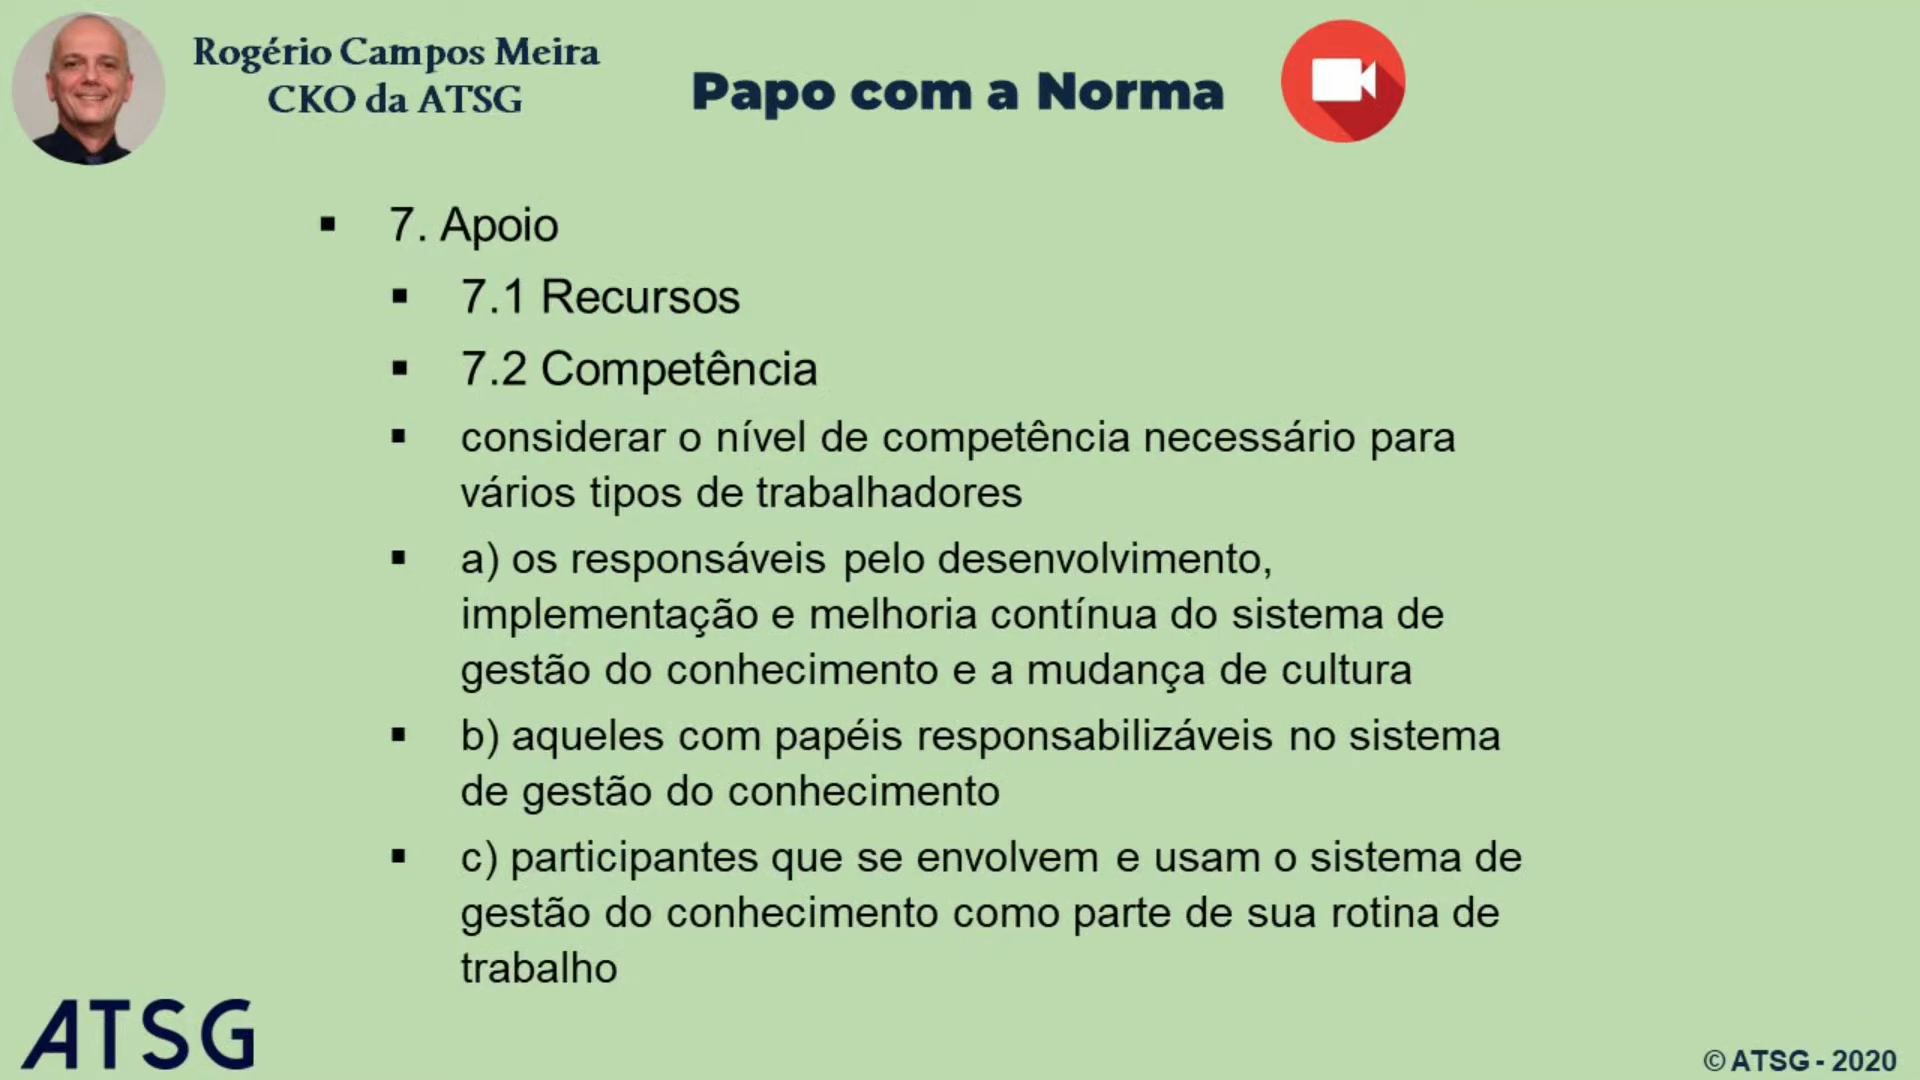 Rogério Campos Meira
CKO da ATSG
Papo com a Norma
▪ 7. Apoio
▪ 7.1 Recursos
▪ 7.2 Competência
▪ considerar o nível de competência necessário para
vários tipos de trabalhadores
▪ a) os responsáveis pelo desenvolvimento,
implementação e melhoria contínua do sistema de
gestão do conhecimento e a mudança de cultura
▪ b) aqueles com papéis responsabilizáveis no sistema
de gestão do conhecimento
▪ c) participantes que se envolvem e usam o sistema de
gestão do conhecimento como parte de sua rotina de
trabalho
ATSG
© ATSG - 2020